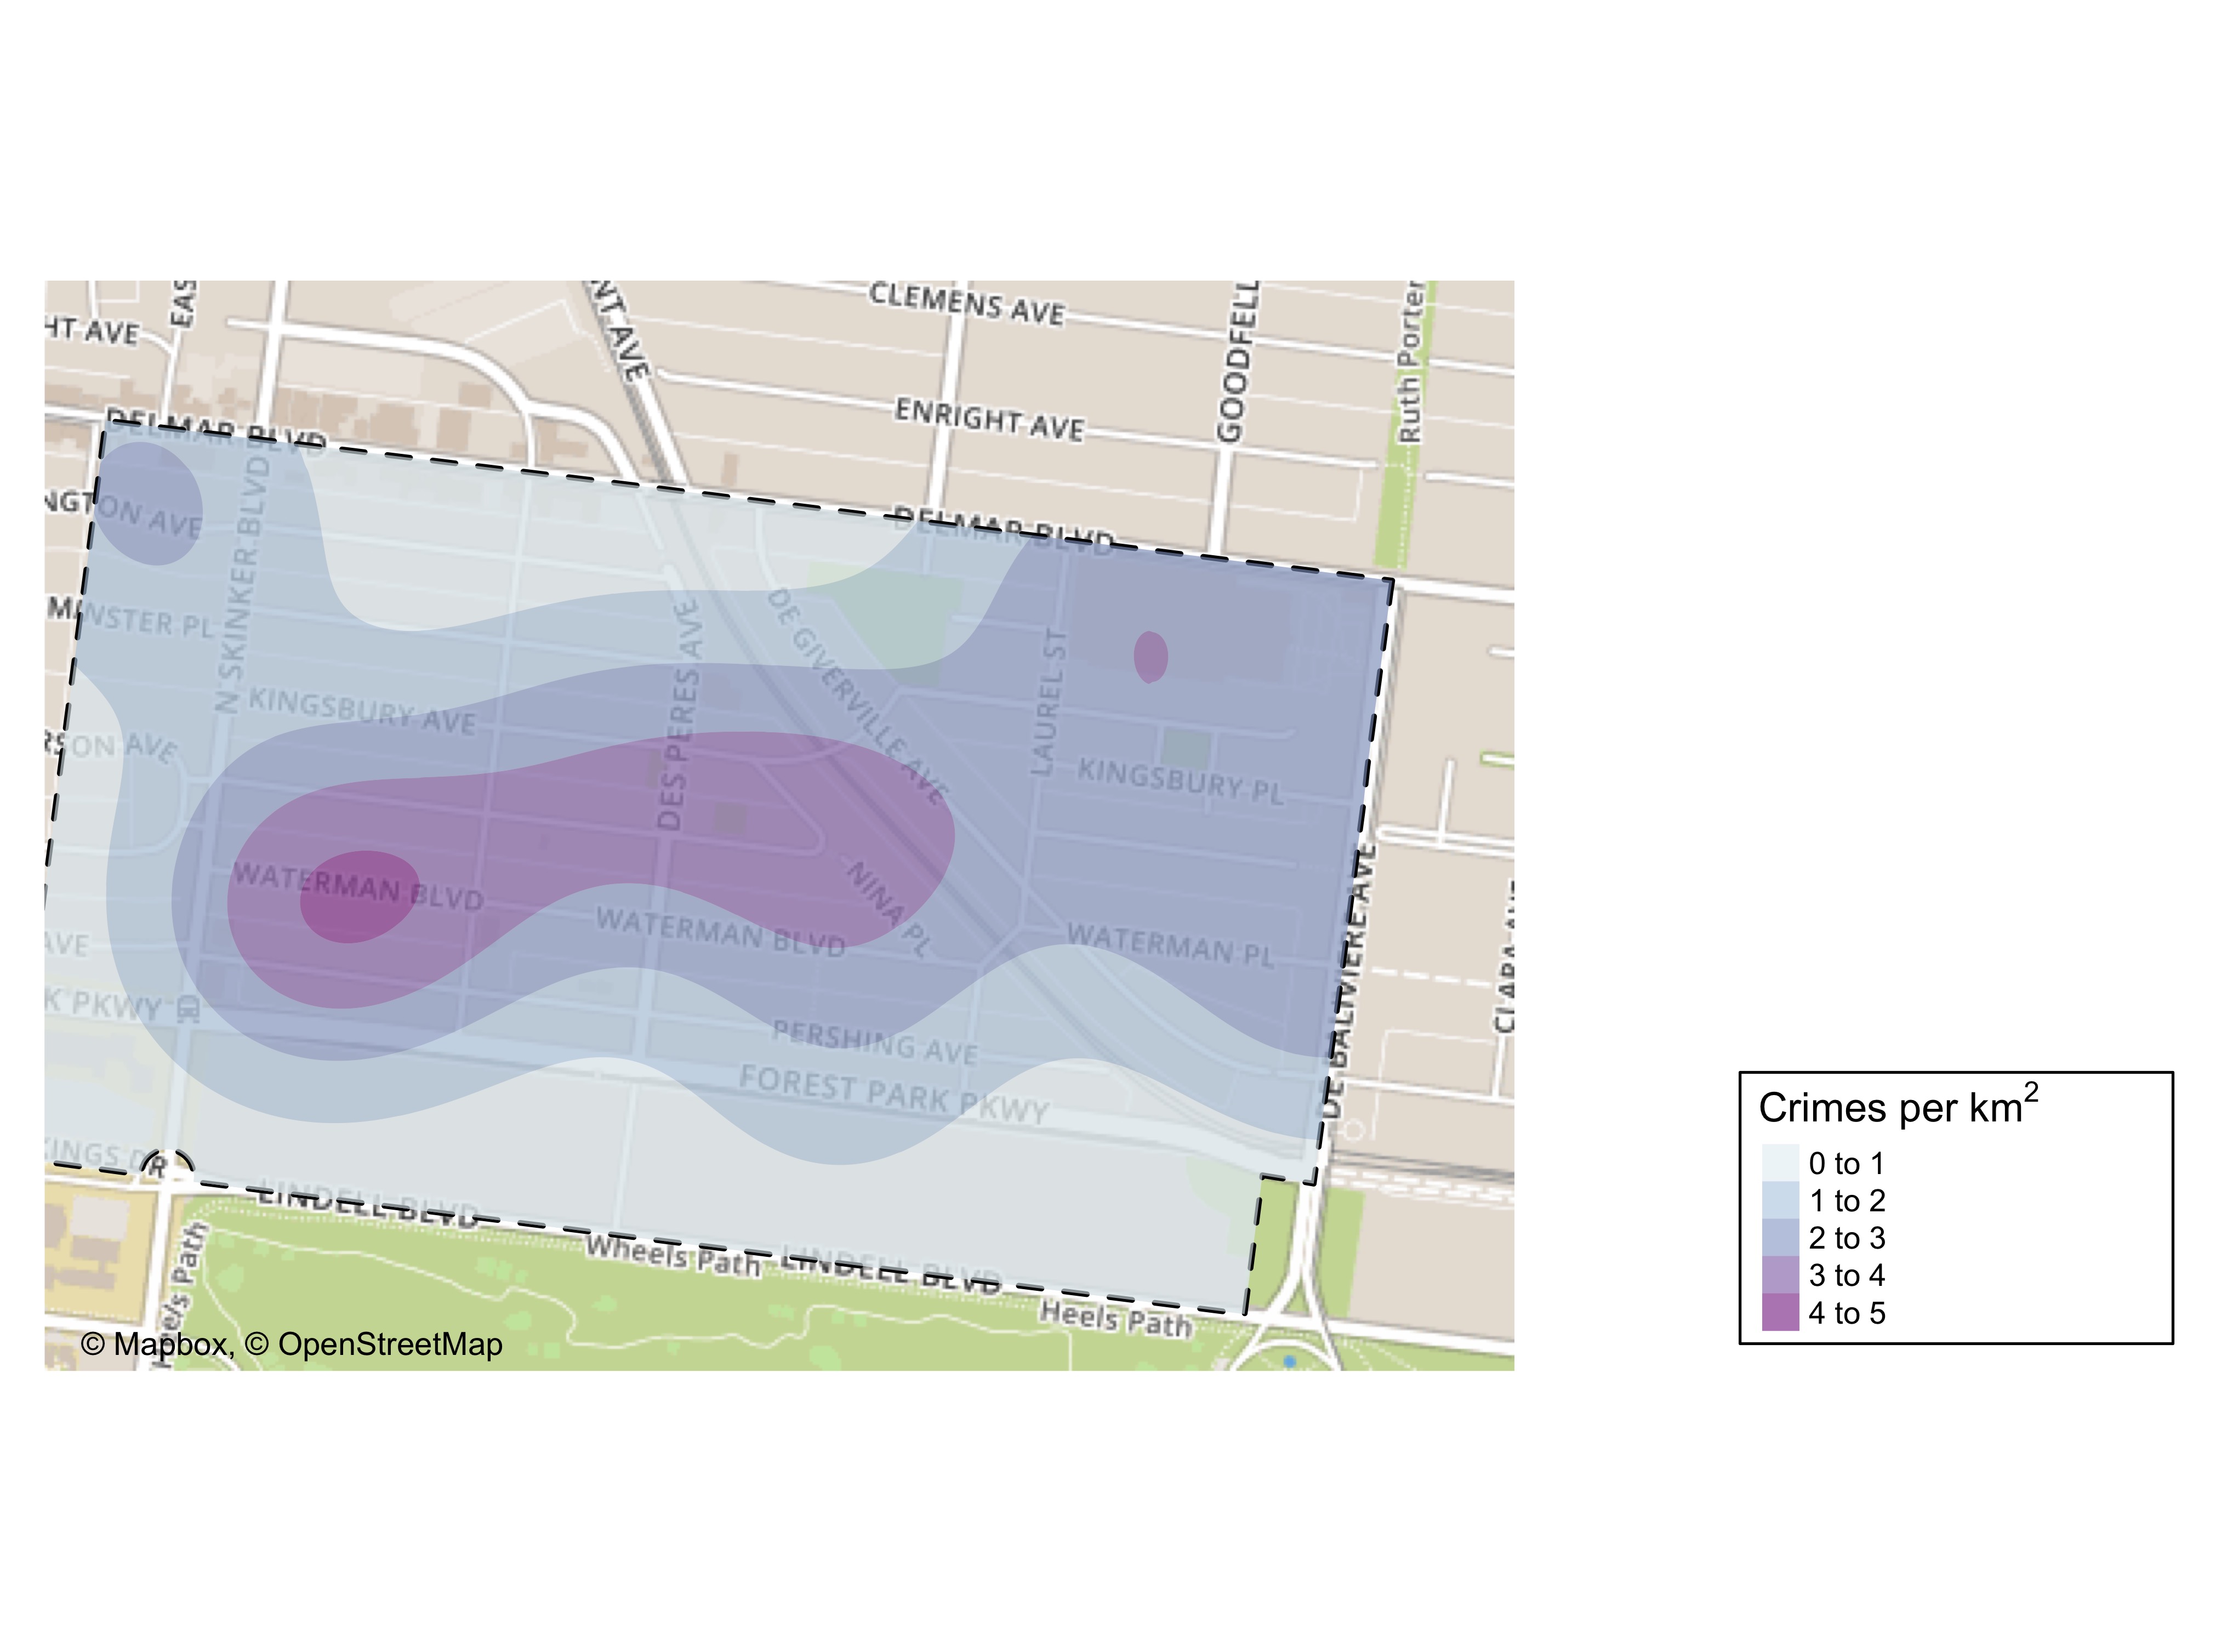 CLEMENS AVE
EAS
NT AVE
GOODFELL
Ruth Porter
HT AVE
ENRIGHT AVE
DELMAR BLVD
DELMAR BLVD
NGTON AVE
N SKINKER BLVD
MINSTER PL
DE GIVERVILLE AVE
DES PERES AVE
LAUREL ST
KINGSBURY AVE
RSON AVE
KINGSBURY PL
WATERMAN BLVD
NINA PL
WATERMAN BLVD
WATERMAN PL
CLARA AVE
DE BALIVIERE AVE
AVE
K PKWY
PERSHING AVE
FOREST PARK PKWY
KINGS DR
LINDELL BLVD
Wheels Path
LINDELL BLVD
Heels Path
Heels Path
© Mapbox, © OpenStreetMap
Crimes per km²
0 to 1
1 to 2
2 to 3
3 to 4
4 to 5